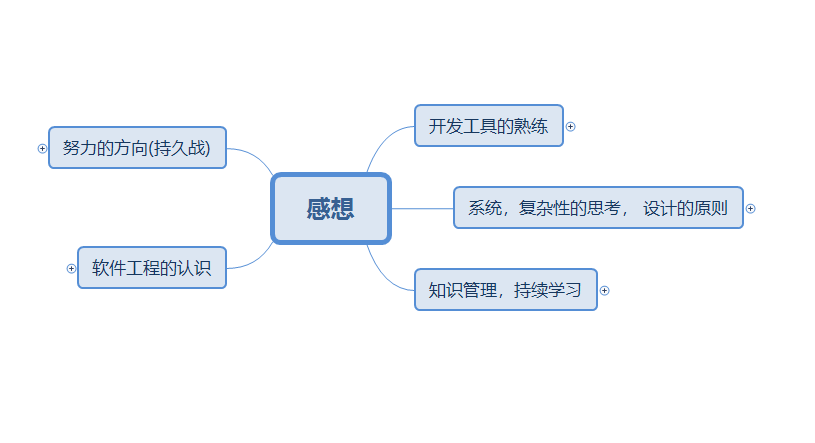 感想
开发工具的熟练
系统，复杂性的思考， 设计的原则
知识管理，持续学习
努力的方向(持久战)
软件工程的认识